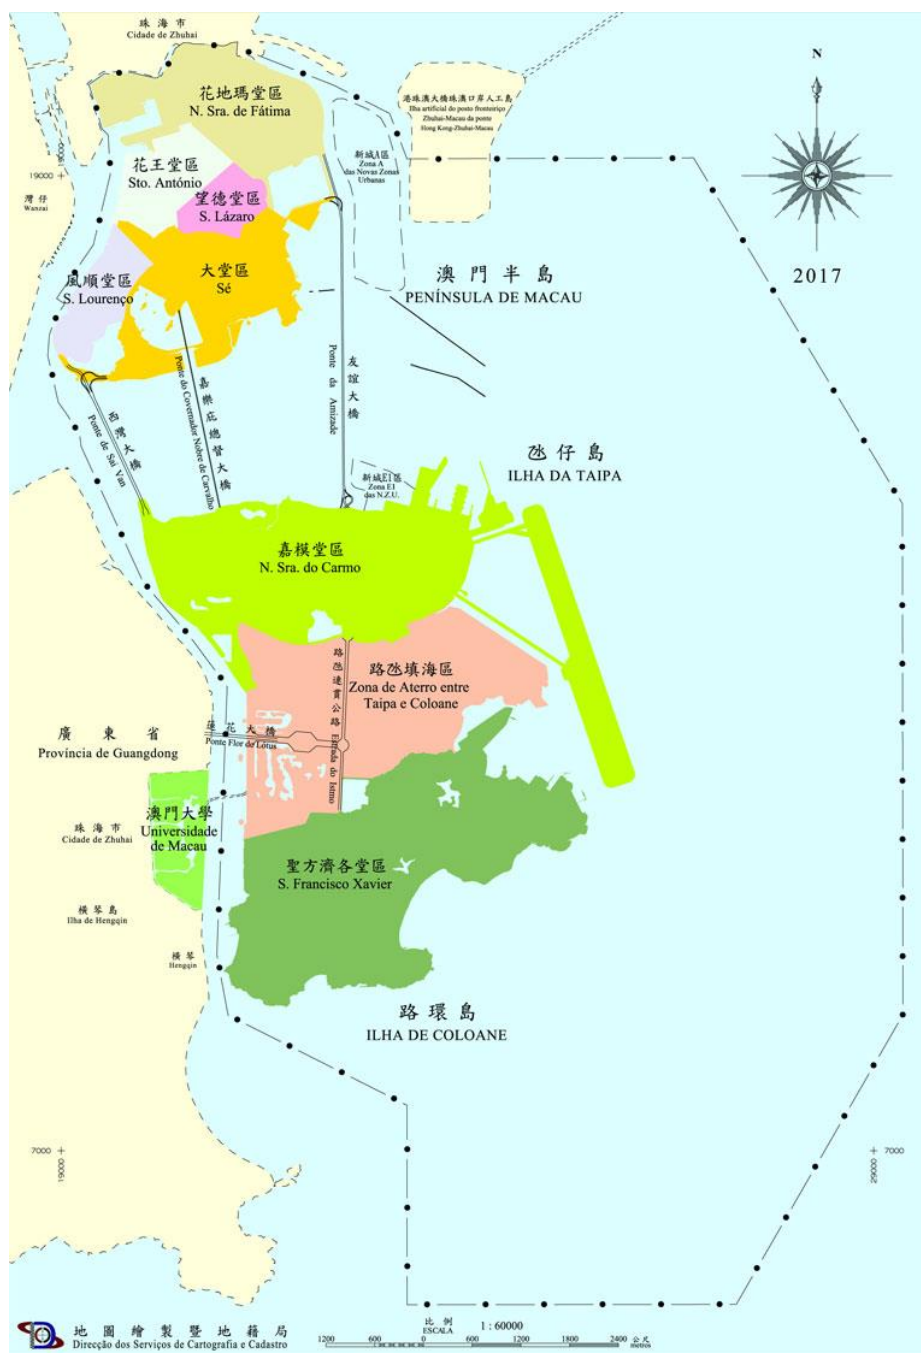 珠海市
Cidade de Zhuhai
N
花地瑪堂區
N. Sra. de Fátima
港珠澳大橋珠澳口岸人工島
Ilha artificial do posto fronteiriço
Zhuhai-Macau da ponte
Hong Kong-Zhuhai-Macau
新城A區
Zona A
das Novas Zonas
Urbanas
19000
花王堂區
Sto. António
望德堂區
S. Lázaro
灣仔
Wanzai
2017
澳門半島
PENÍNSULA DE MACAU
大堂區
Sé
風順堂區
S. Lourenço
友誼大橋
Ponte da Amizade
嘉樂庇總督大橋
Ponte do Covernador Nobre de Carvalho
西灣大橋
Ponte de Sai Van
氹仔島
ILHA DA TAIPA
新城E1區
Zona E1
das N.Z.U.
嘉模堂區
N. Sra. do Carmo
路氹填海區
Zona de Aterro entre
Taipa e Coloane
路氹連貫公路 Estrada do Istmo
蓮花大橋
Ponte Flor de Lótus
廣東省
Província de Guangdong
澳門大學
Universidade
de Macau
珠海市
Cidade de Zhuhai
聖方濟各堂區
S. Francisco Xavier
橫琴島
Ilha de Hengqin
橫琴
Hengqin
路環島
ILHA DE COLOANE
7000
7000
地圖繪製暨地籍局
Direcção dos Serviços de Cartografia e Cadastro
比例
ESCALA
1 : 60000
1200 600 0 600 1200 1800 2400 公尺
metros